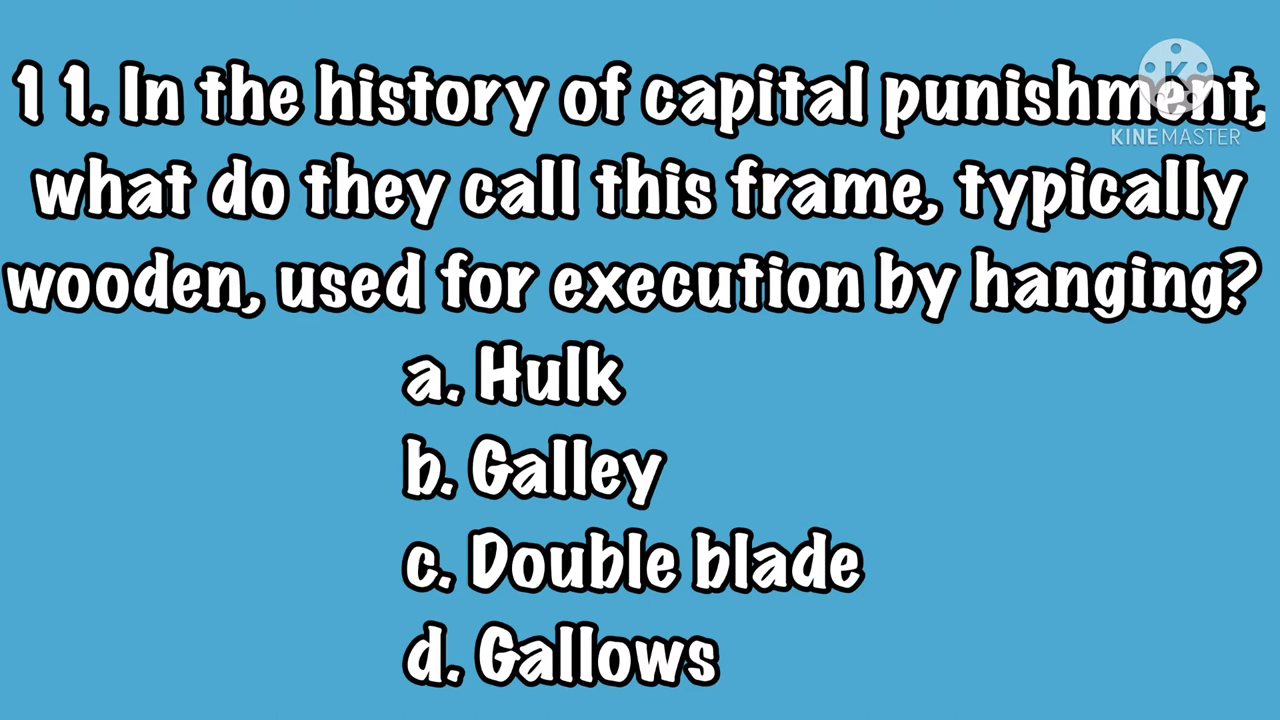 11. In the history of capital punishment,
what do they call this frame, typically
wooden, used for execution by hanging?
a. Hulk
b. Galley
c. Double blade
d. Gallows
K
KINEMASTER